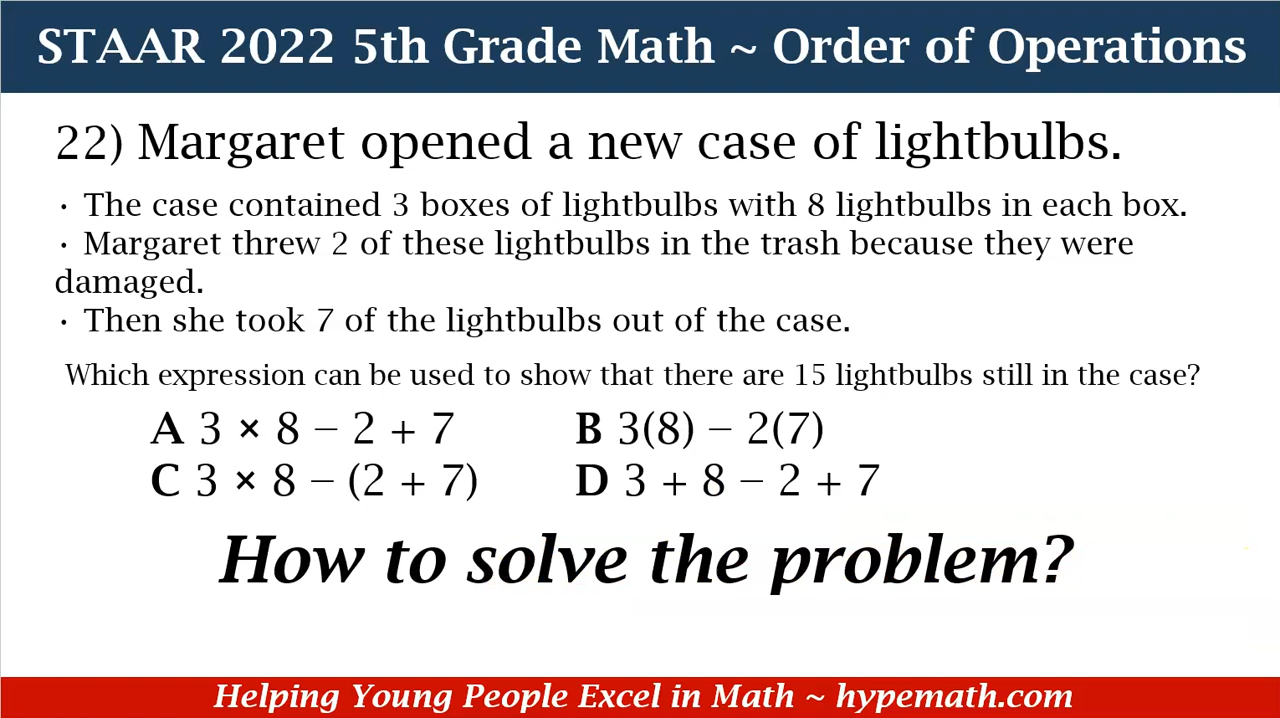 STAAR 2022 5th Grade Math ~ Order of Operations
22) Margaret opened a new case of lightbulbs.
· The case contained 3 boxes of lightbulbs with 8 lightbulbs in each box.
· Margaret threw 2 of these lightbulbs in the trash because they were
damaged.
· Then she took 7 of the lightbulbs out of the case.
Which expression can be used to show that there are 15 lightbulbs still in the case?
A 3 × 8 − 2 + 7 B 3(8) − 2(7)
C 3 × 8 − (2 + 7) D 3 + 8 − 2 + 7
How to solve the problem?
Helping Young People Excel in Math ~ hypemath.com